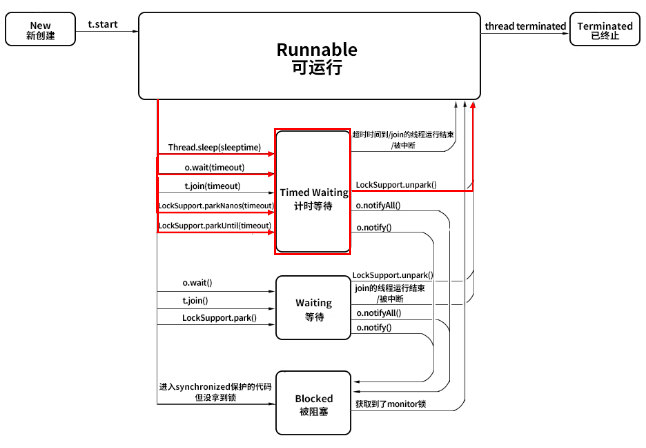 New
新创建
t.start
Runnable
可运行
thread terminated
Terminated
已终止
Thread.sleep(sleeptime)
o.wait(timeout)
t.join(timeout)
LockSupport.parkNanos(timeout)
LockSupport.parkUntil(timeout)
Timed Waiting
计时等待
超时时间到/join的线程运行结束
/被中断
LockSupport.unpark()
o.notifyAll()
o.notify()
o.wait()
t.join()
LockSupport.park()
Waiting
等待
LockSupport.unpark()
join的线程运行结束
/被中断
o.notifyAll()
o.notify()
进入synchronized保护的代码
但没拿到锁
Blocked
被阻塞
获取到了monitor锁